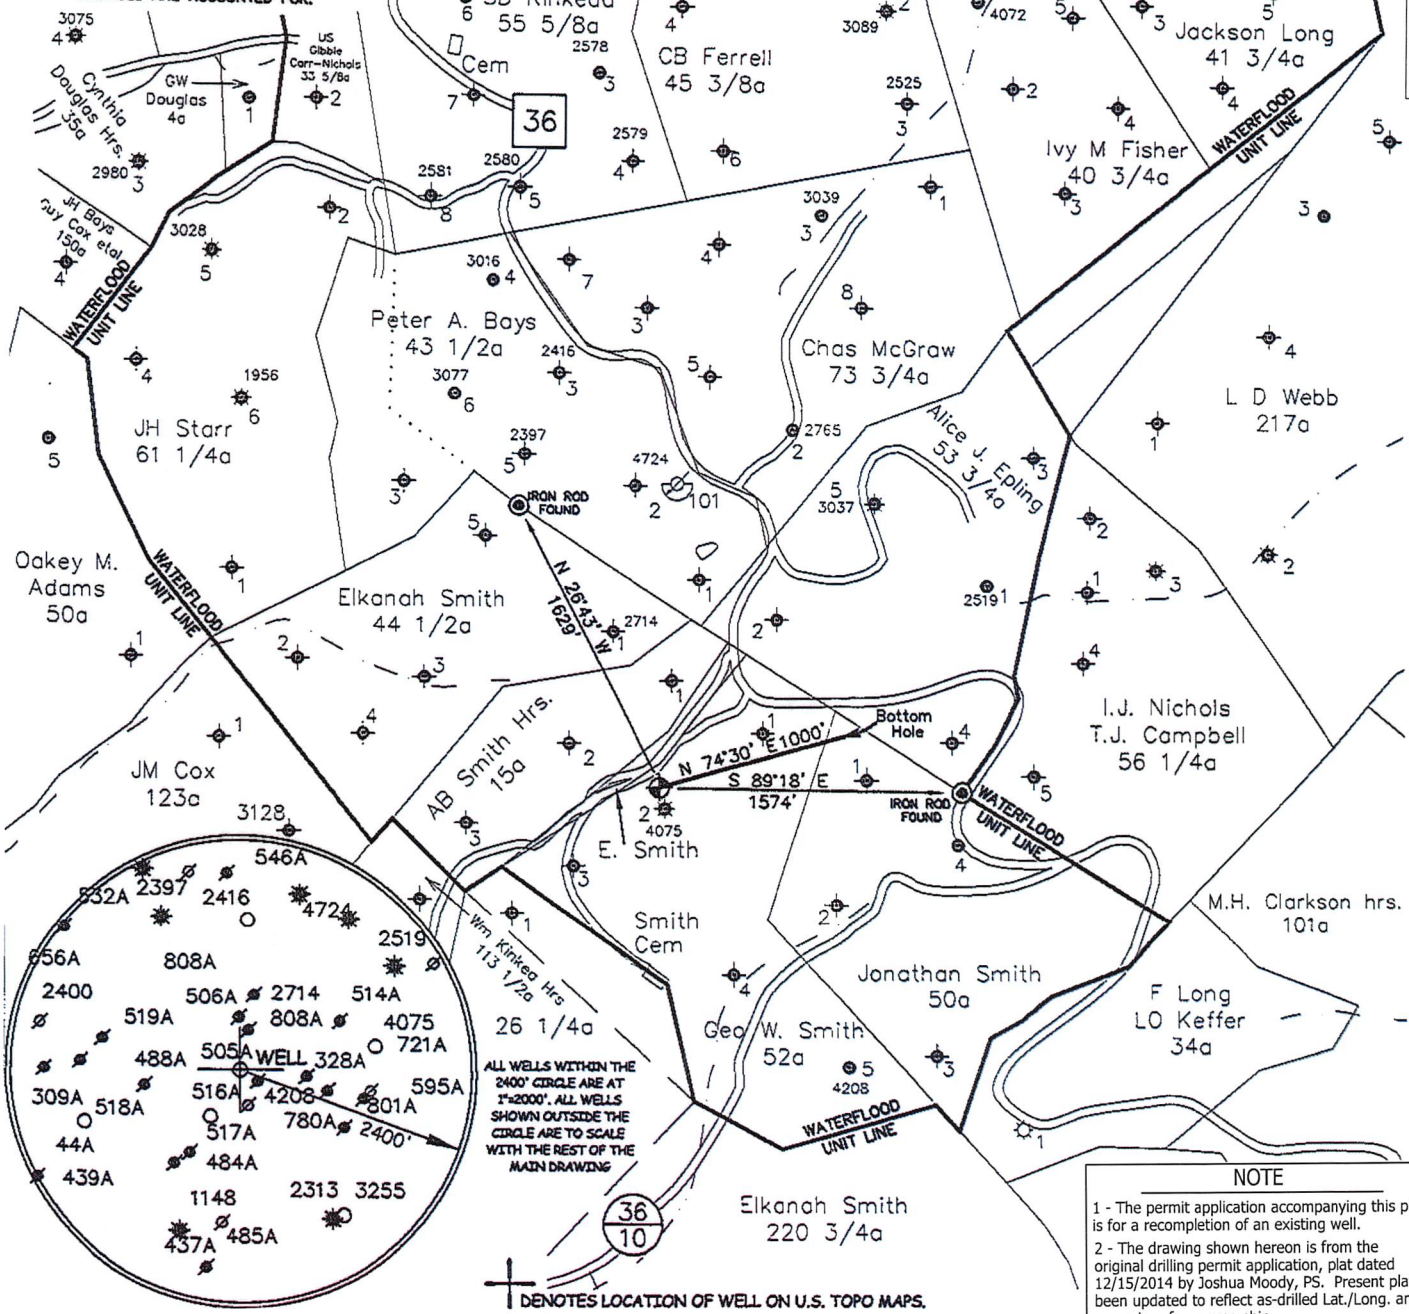 3075
4
Cynthia
Douglas Hrs.
35a
GW
Douglas
4a
1
US
Gibble
Carr-Nichols
33 5/8a
2
6
55 5/8a
Cem
7
2578
3
36
4
CB Ferrell
45 3/8a
3089
2
4072
5
3
5
Jackson Long
41 3/4a
2525
3
2
4
4
WATERFLOOD
UNIT LINE
5
2980
3
2581
8
2580
5
2579
4
6
Ivy M Fisher
40 3/4a
3
1
3
JH Bays
Guy Cox etal
150a
4
3028
5
2
3039
3
4
WATERFLOOD
UNIT LINE
3016
4
7
3
8
Peter A. Bays
43 1/2a
Chas McGraw
73 3/4a
4
4
1956
6
2416
3
3077
6
5
JH Starr
61 1/4a
L D Webb
217a
Alice J. Epling
53 3/4a
5
2397
5
2765
2
1
3
3
4724
2
101
5
3037
2
IRON ROD
FOUND
5
2
Oakey M.
Adams
50a
WATERFLOOD
UNIT LINE
1
1
3
25191
1
Elkanah Smith
44 1/2a
N 26°43' W
1629'
2714
1
2
1
2
3
4
1
I.J. Nichols
T.J. Campbell
56 1/4a
1
4
AB Smith Hrs.
15a
2
1
Bottom
Hole
4
N 74°30' E 1000'
S 89°18' E
1574'
1
IRON ROD
FOUND
5
WATERFLOOD
UNIT LINE
JM Cox
123a
3128
3
2
4075
E. Smith
3
4
M.H. Clarkson hrs.
101a
1
Wm Kinkea Hrs
113 1/2a
26 1/4a
Smith
Cem
2
4
Jonathan Smith
50a
F Long
LO Keffer
34a
Geo W. Smith
52a
5
4208
3
1
WATERFLOOD
UNIT LINE
546A
532A
2397
2416
4724
656A
2519
808A
2400
506A
2714
514A
519A
808A
4075
505A
WELL
328A
721A
488A
309A
518A
516A
4208
595A
801A
780A
517A
2400'
44A
484A
439A
1148
2313
3255
485A
437A
ALL WELLS WITHIN THE
2400' CIRCLE ARE AT
1"=2000'. ALL WELLS
SHOWN OUTSIDE THE
CIRCLE ARE TO SCALE
WITH THE REST OF THE
MAIN DRAWING
36
10
Elkanah Smith
220 3/4a
DENOTES LOCATION OF WELL ON U.S. TOPO MAPS.
NOTE
1 - The permit application accompanying this p
is for a recompletion of an existing well.
2 - The drawing shown hereon is from the
original drilling permit application, plat dated
12/15/2014 by Joshua Moody, PS. Present pla
been updated to reflect as-drilled Lat./Long. ar